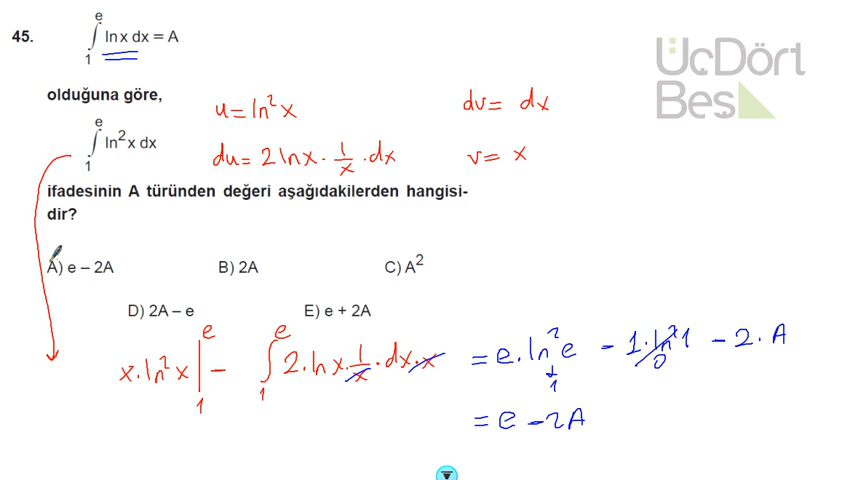 45. ∫₁ᵉ ln x dx = A
ÜçDört
Beş
olduğuna göre,
u = ln²x    dv = dx
∫₁ᵉ ln²x dx
du = 2 ln x · 1/x · dx    v = x
ifadesinin A türünden değeri aşağıdakilerden hangisi-
dir?
A) e – 2A    B) 2A    C) A²
D) 2A – e    E) e + 2A
x · ln²x |₁ᵉ – ∫₁ᵉ 2 · ln x · 1/x · dx · x = e · ln²e – 1 · ln²1 – 2 · A
1    0
= e – 2A